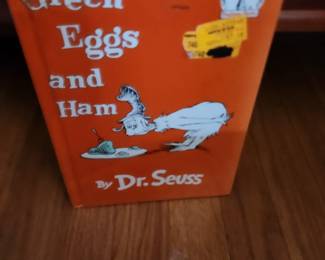 Green
Eggs
and
Ham
By Dr. Seuss